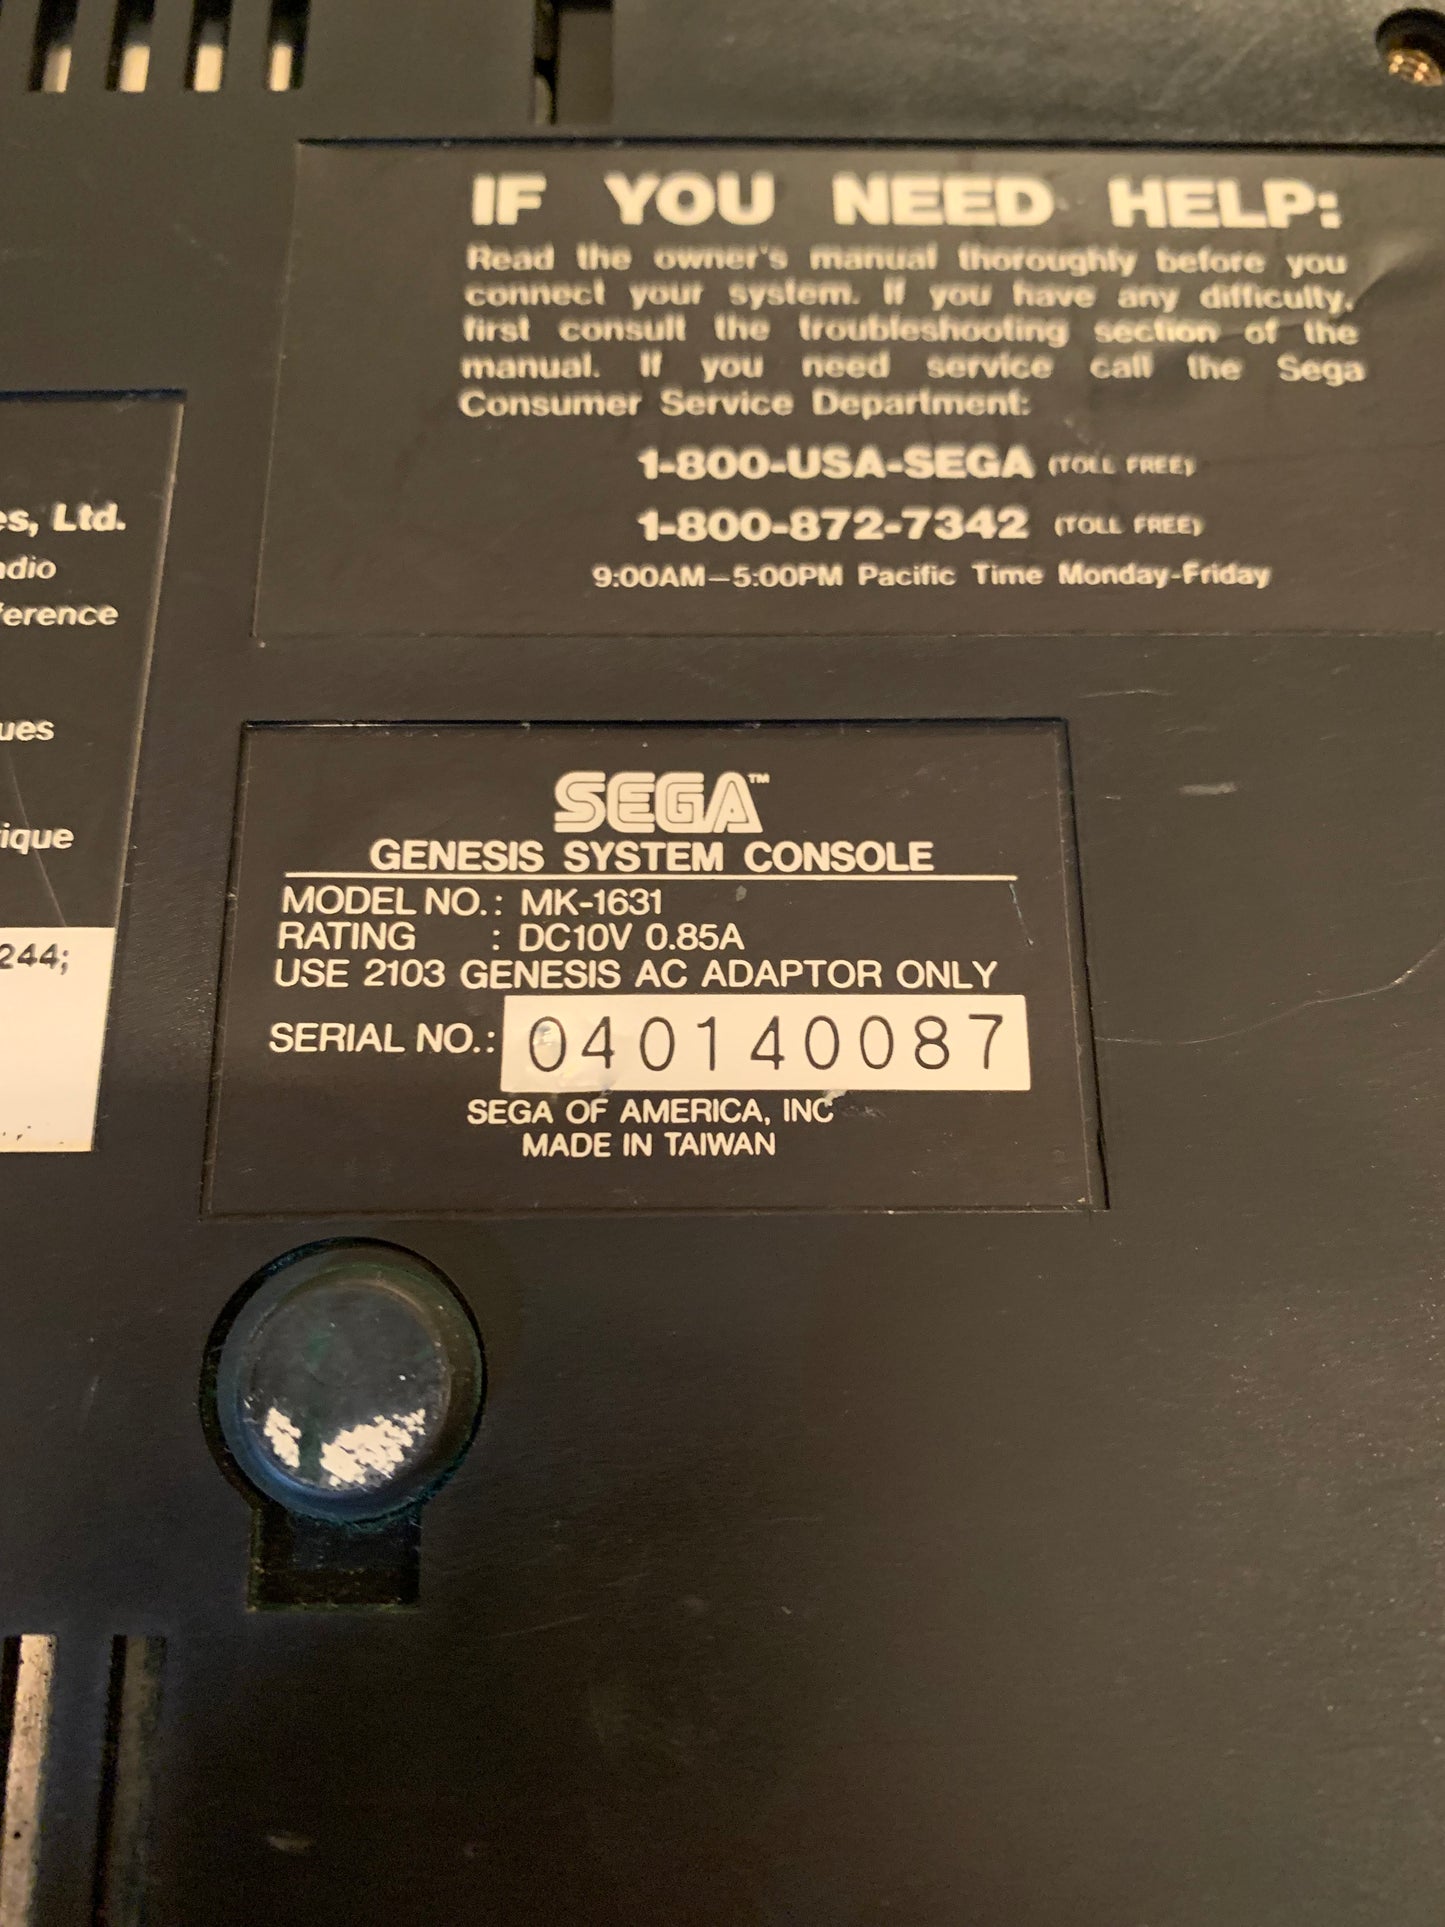 IF YOU NEED HELP:
Read the owner's manual thoroughly before you
connect your system. If you have any difficulty,
first consult the troubleshooting section of the
manual. If you need service call the Sega
Consumer Service Department:
1-800-USA-SEGA (TOLL FREE)
1-800-872-7342 (TOLL FREE)
9:00AM–5:00PM Pacific Time Monday-Friday
es, Ltd.
dio
ference
ues
ique
244;
SEGA™
GENESIS SYSTEM CONSOLE
MODEL NO.: MK-1631
RATING : DC10V 0.85A
USE 2103 GENESIS AC ADAPTOR ONLY
SERIAL NO.: 040140087
SEGA OF AMERICA, INC
MADE IN TAIWAN